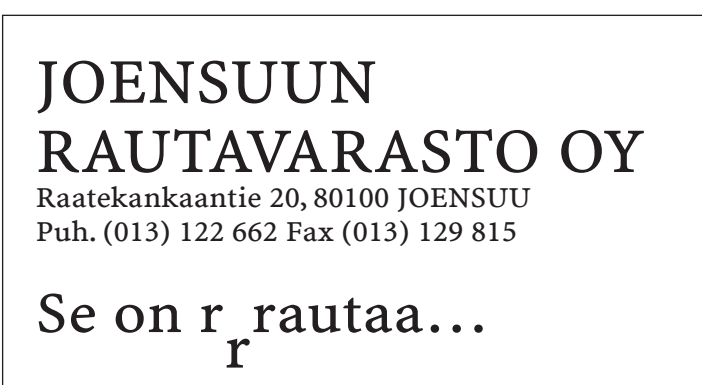 JOENSUUN
RAUTAVARASTO OY
Raatekankaantie 20, 80100 JOENSUU
Puh. (013) 122 662 Fax (013) 129 815
Se on r r rautaa...